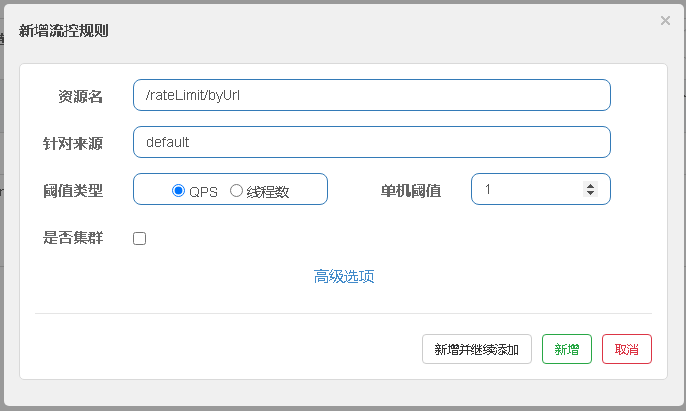 新增流控规则 ×
资源名 /rateLimit/byUrl
针对来源 default
阈值类型 QPS 线程数 单机阈值 1
是否集群
高级选项
新增并继续添加 新增 取消